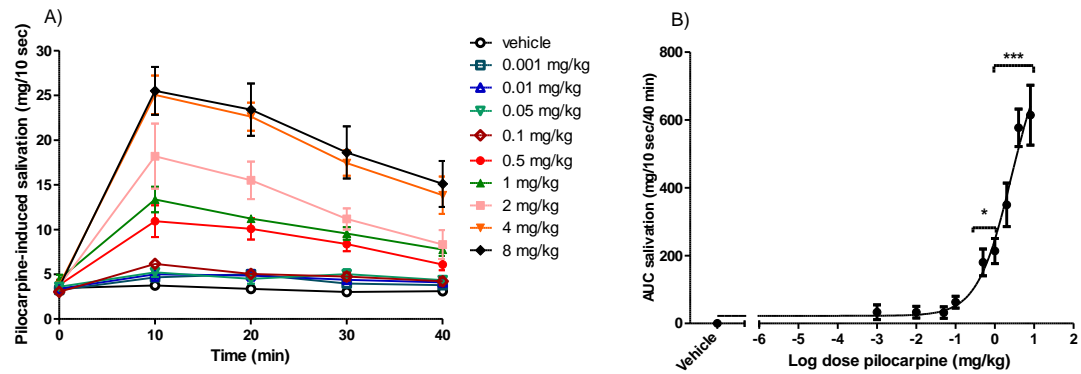 A)
Pilocarpine-induced salivation (mg/10 sec)
30
25
20
15
10
5
0
0 10 20 30 40
Time (min)
vehicle
0.001 mg/kg
0.01 mg/kg
0.05 mg/kg
0.1 mg/kg
0.5 mg/kg
1 mg/kg
2 mg/kg
4 mg/kg
8 mg/kg
B)
AUC salivation (mg/10 sec/40 min)
800
600
400
200
0
***
*
Vehicle
-6 -5 -4 -3 -2 -1 0 1 2
Log dose pilocarpine (mg/kg)